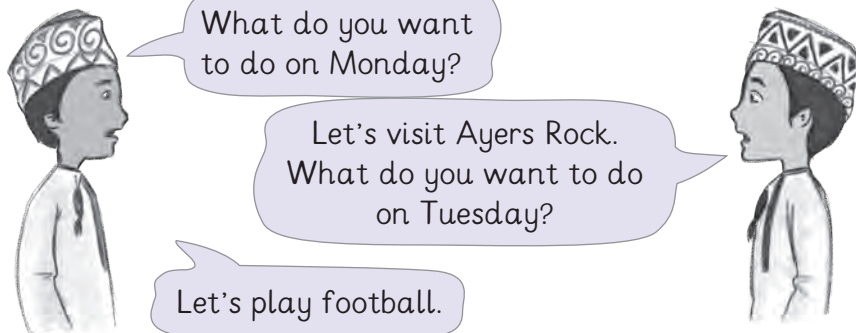 What do you want
to do on Monday?
Let's visit Ayers Rock.
What do you want to do
on Tuesday?
Let's play football.